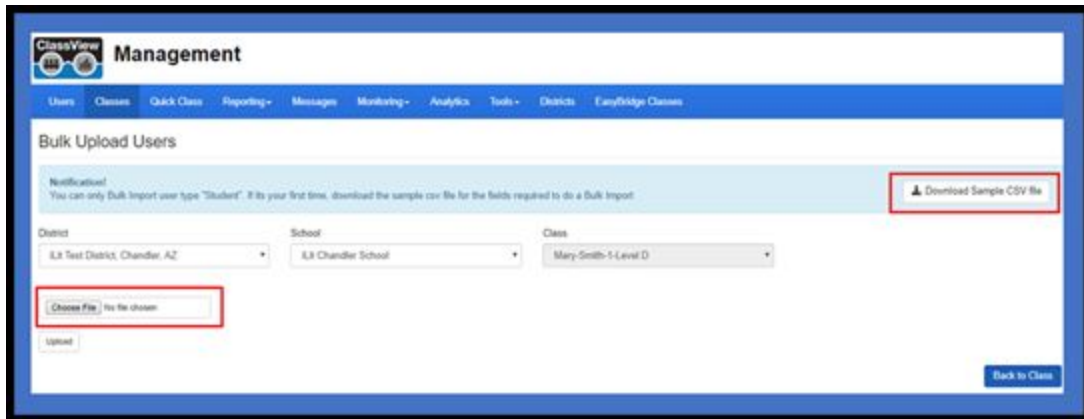 ClassView
Management
Users Classes Quick Class Reporting Messages Monitoring Analytics Tools Districts EasyBridge Classes
Bulk Upload Users
Notification!
You can only Bulk Import user type "Student". If its your first time, download the sample csv file for the fields required to do a Bulk Import
Download Sample CSV file
District School Class
Test District, Chandler, AZ Chandler School Mary-Smith-1-Level D
Choose File No file chosen
Upload
Back to Class